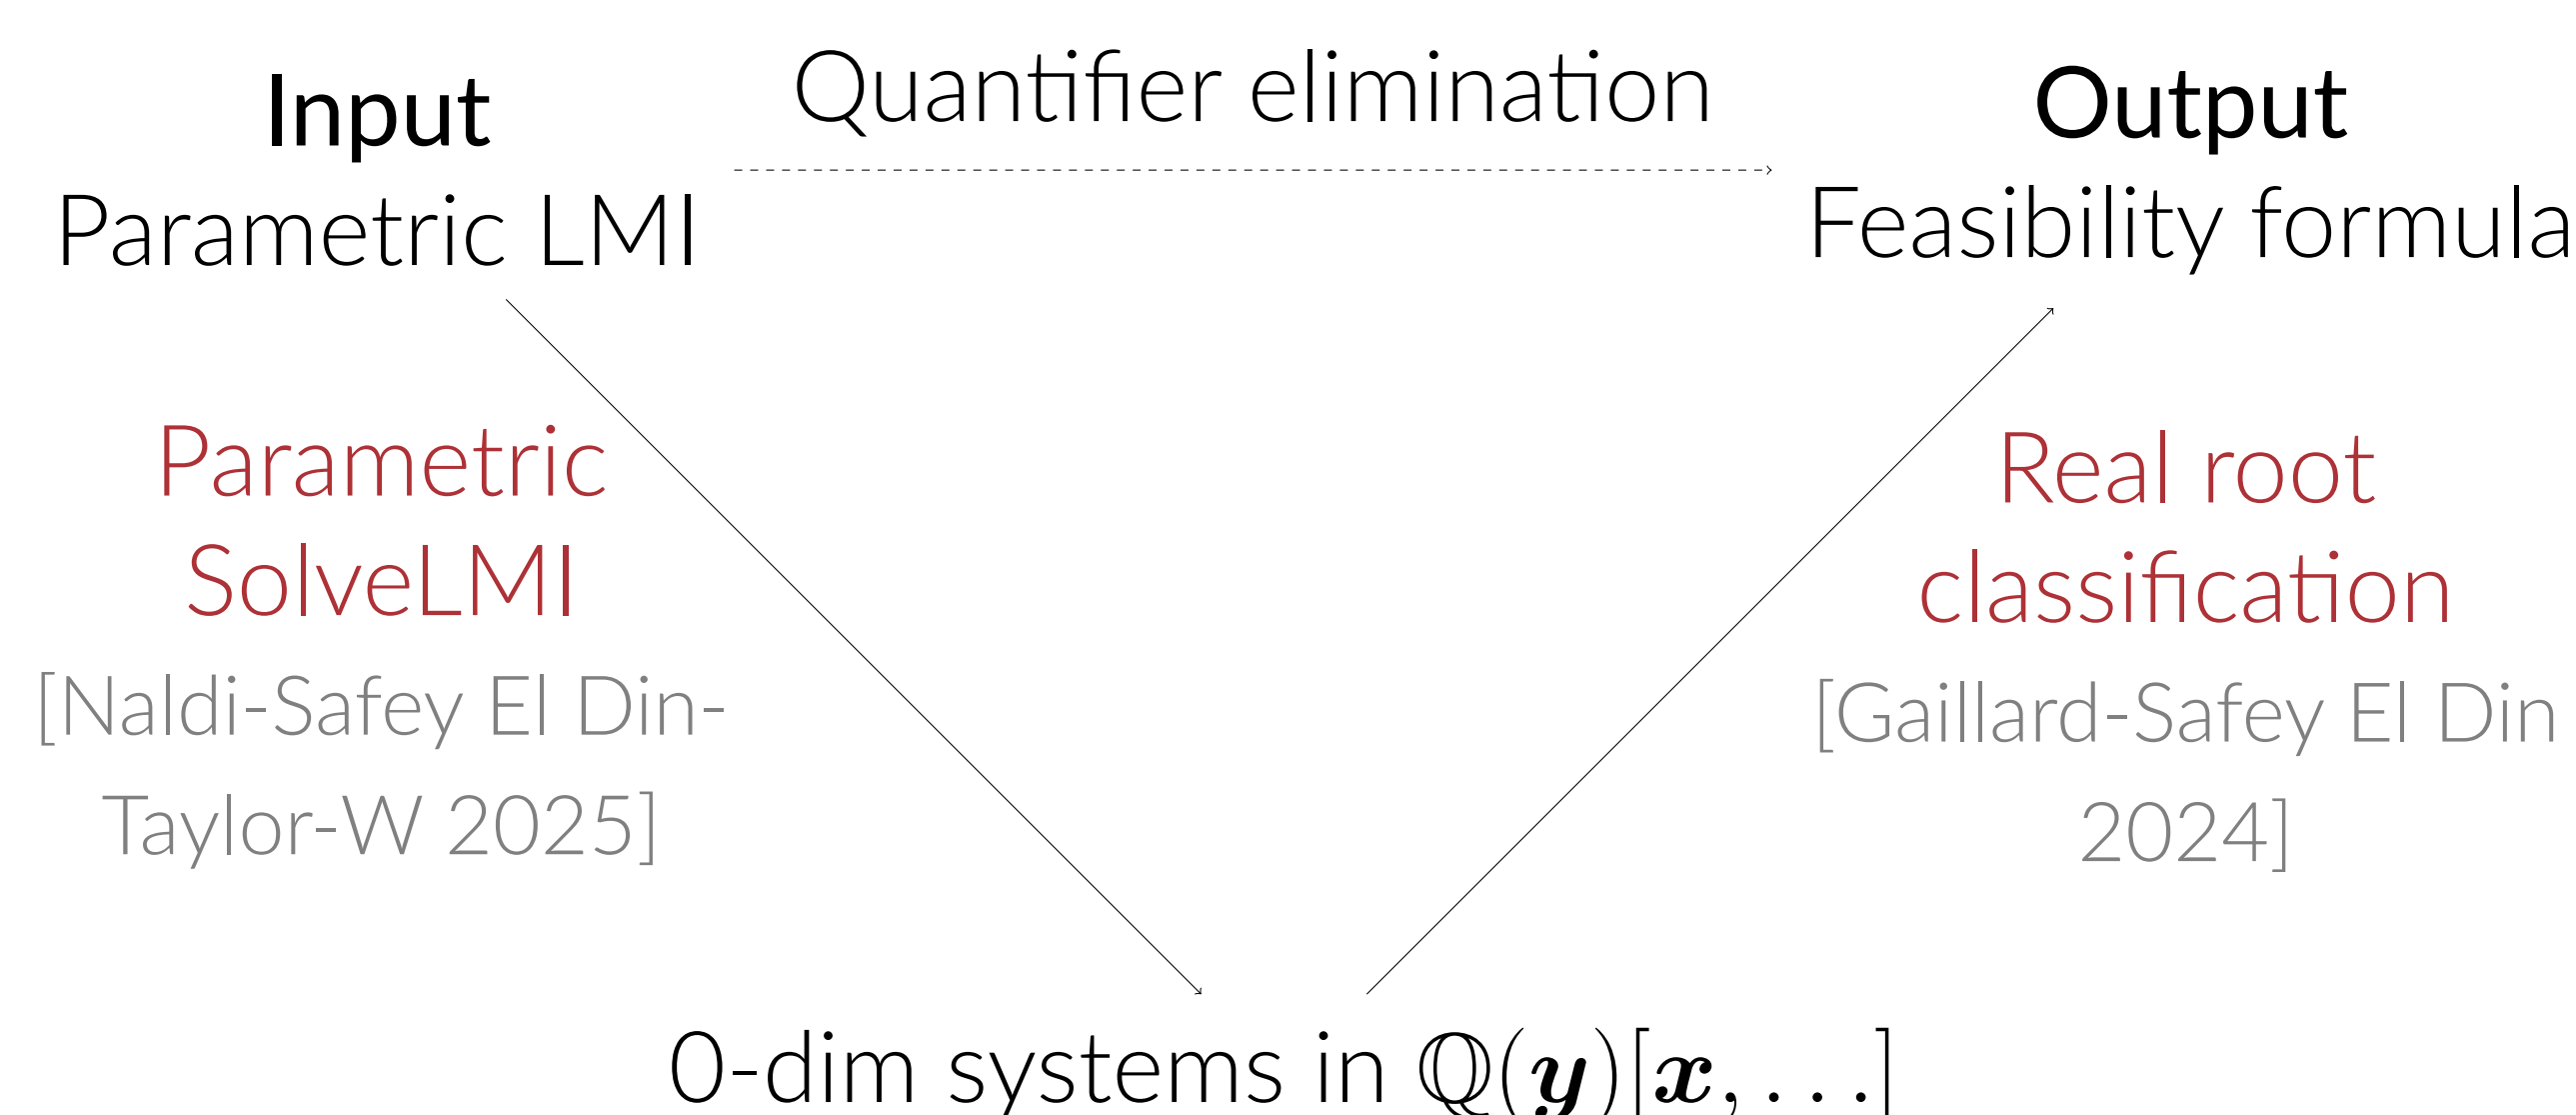 Input
Parametric LMI
Quantifier elimination
Output
Feasibility formula
Parametric
SolveLMI
[Naldi-Safey El Din-
Taylor-W 2025]
Real root
classification
[Gaillard-Safey El Din
2024]
0-dim systems in ℚ(𝒚)[𝒙, …]